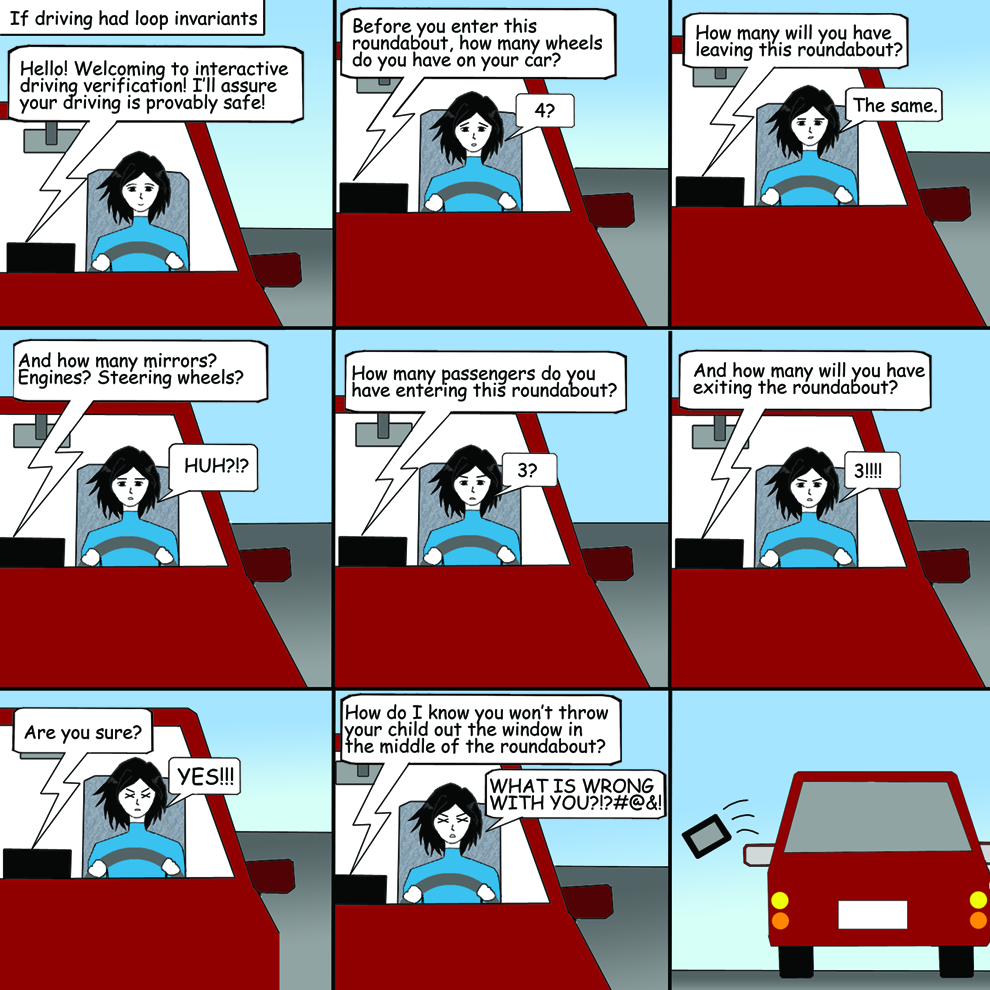 If driving had loop invariants
Hello! Welcoming to interactive
driving verification! I'll assure
your driving is provably safe!
Before you enter this
roundabout, how many wheels
do you have on your car?
4?
How many will you have
leaving this roundabout?
The same.
And how many mirrors?
Engines? Steering wheels?
HUH?!?
How many passengers do you
have entering this roundabout?
3?
And how many will you have
exiting the roundabout?
3!!!!
Are you sure?
YES!!!
How do I know you won't throw
your child out the window in
the middle of the roundabout?
WHAT IS WRONG
WITH YOU?!?#@&!